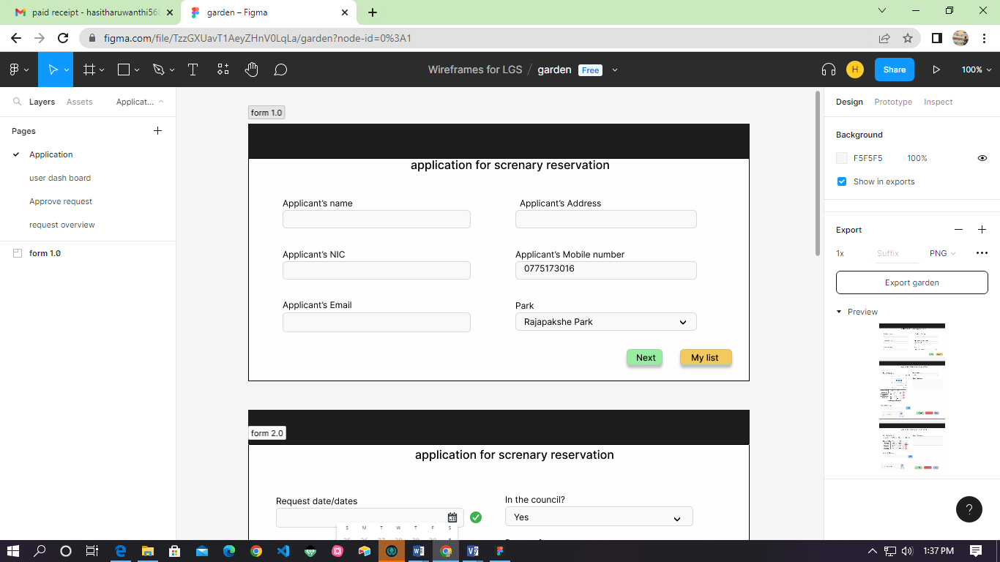 paid receipt - hasitharuwanthi568
garden – Figma
figma.com/file/TzzGXUavT1AeyZHnV0LqLa/garden?node-id=0%3A1
Wireframes for LGS / garden Free
H
Share
100%
Layers Assets Applicat...
Pages
Application
user dash board
Approve request
request overview
form 1.0
form 1.0
application for screnary reservation
Applicant's name
Applicant's Address
Applicant's NIC
Applicant's Mobile number
0775173016
Applicant's Email
Park
Rajapakshe Park
Next
My list
form 2.0
application for screnary reservation
Request date/dates
In the council?
Yes
S M T W T F S
Design Prototype Inspect
Background
F5F5F5 100%
Show in exports
Export
1x Suffix PNG
Export garden
Preview
?
1:37 PM